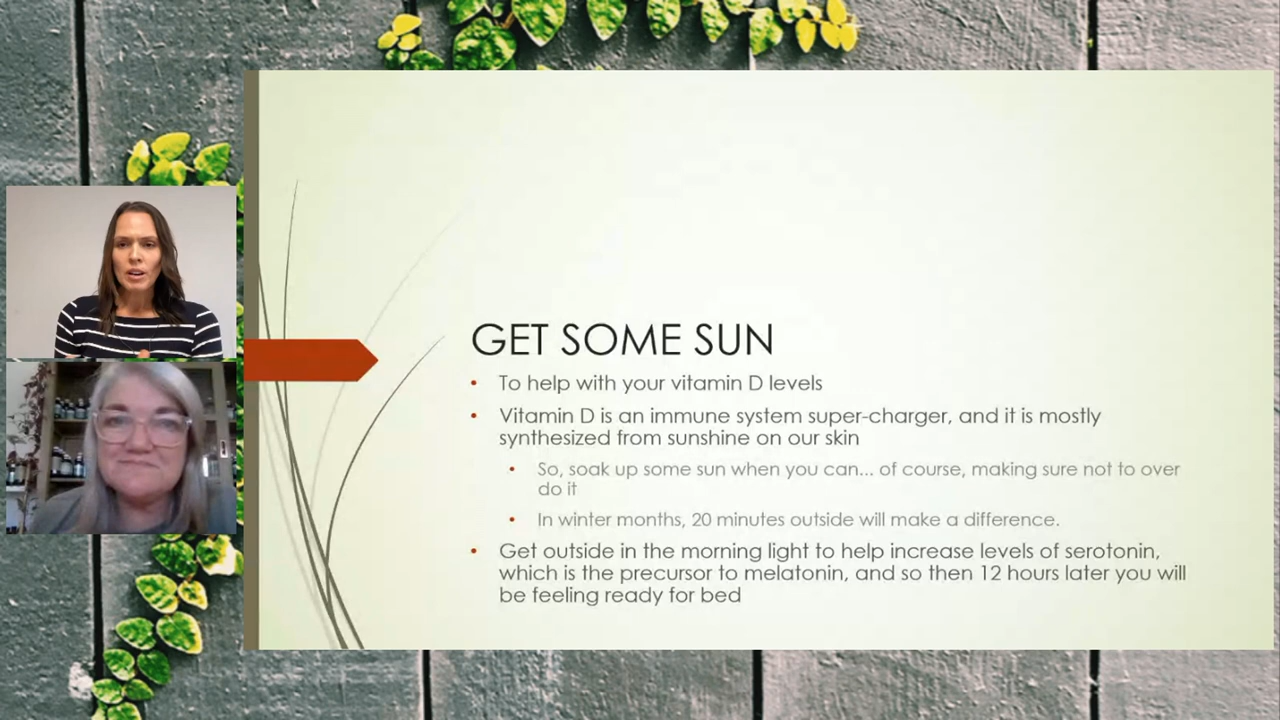 GET SOME SUN
• To help with your vitamin D levels
• Vitamin D is an immune system super-charger, and it is mostly
synthesized from sunshine on our skin
• So, soak up some sun when you can... of course, making sure not to over
do it
• In winter months, 20 minutes outside will make a difference.
• Get outside in the morning light to help increase levels of serotonin,
which is the precursor to melatonin, and so then 12 hours later you will
be feeling ready for bed